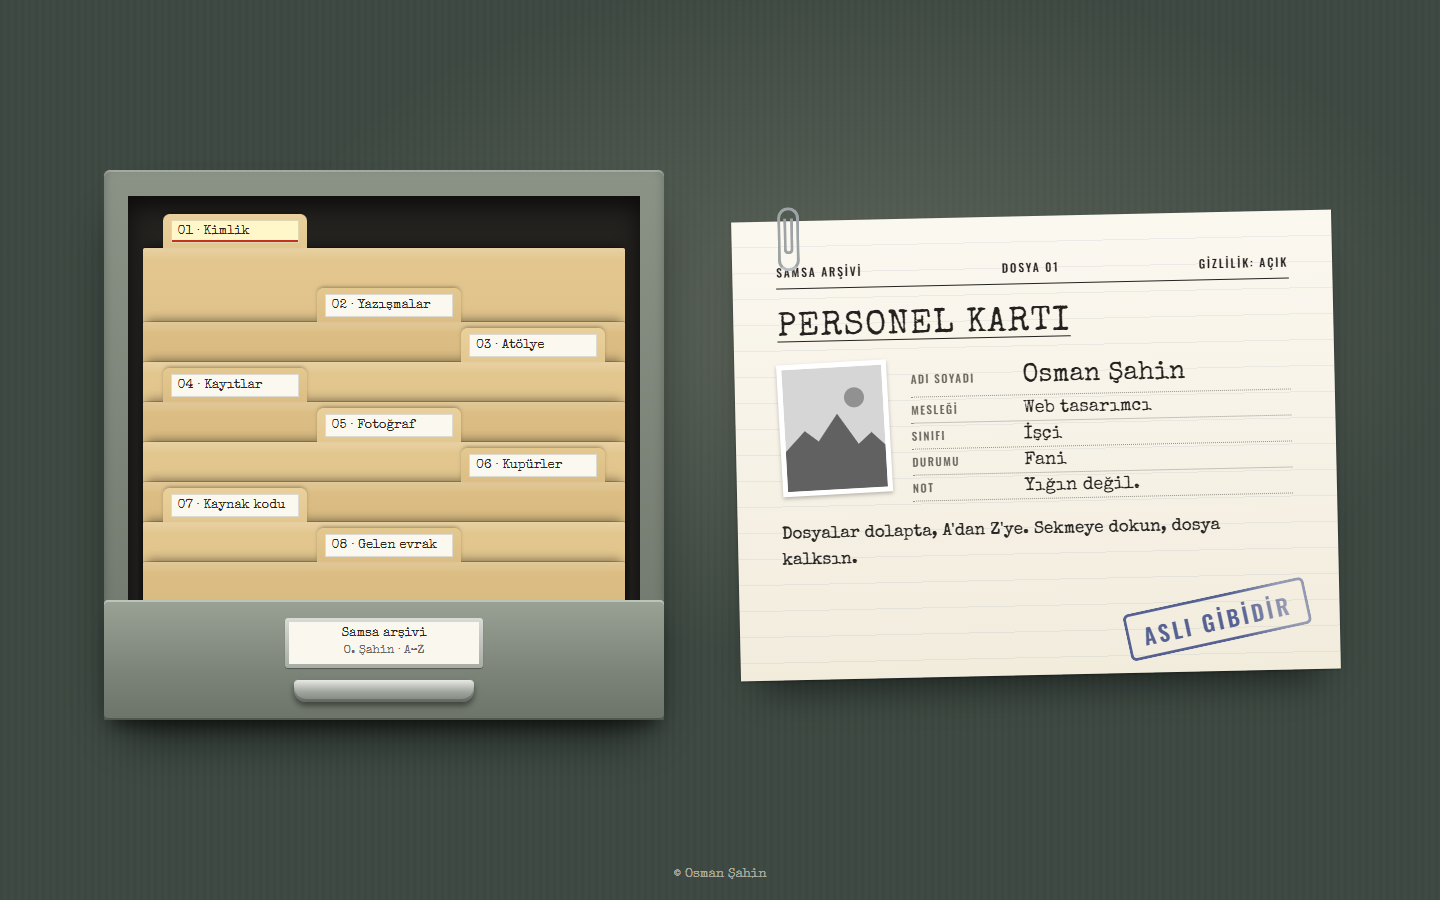 01 · Kimlik
02 · Yazışmalar
03 · Atölye
04 · Kayıtlar
05 · Fotoğraf
06 · Kupürler
07 · Kaynak kodu
08 · Gelen evrak
Samsa arşivi
O. Şahin · A–Z
SAMSA ARŞİVİ DOSYA 01 GİZLİLİK: AÇIK
PERSONEL KARTI
ADI SOYADI Osman Şahin
MESLEĞİ Web tasarımcı
SINIFI İşçi
DURUMU Fani
NOT Yığın değil.
Dosyalar dolapta, A'dan Z'ye. Sekmeye dokun, dosya
kalksın.
ASLI GİBİDİR
© Osman Şahin